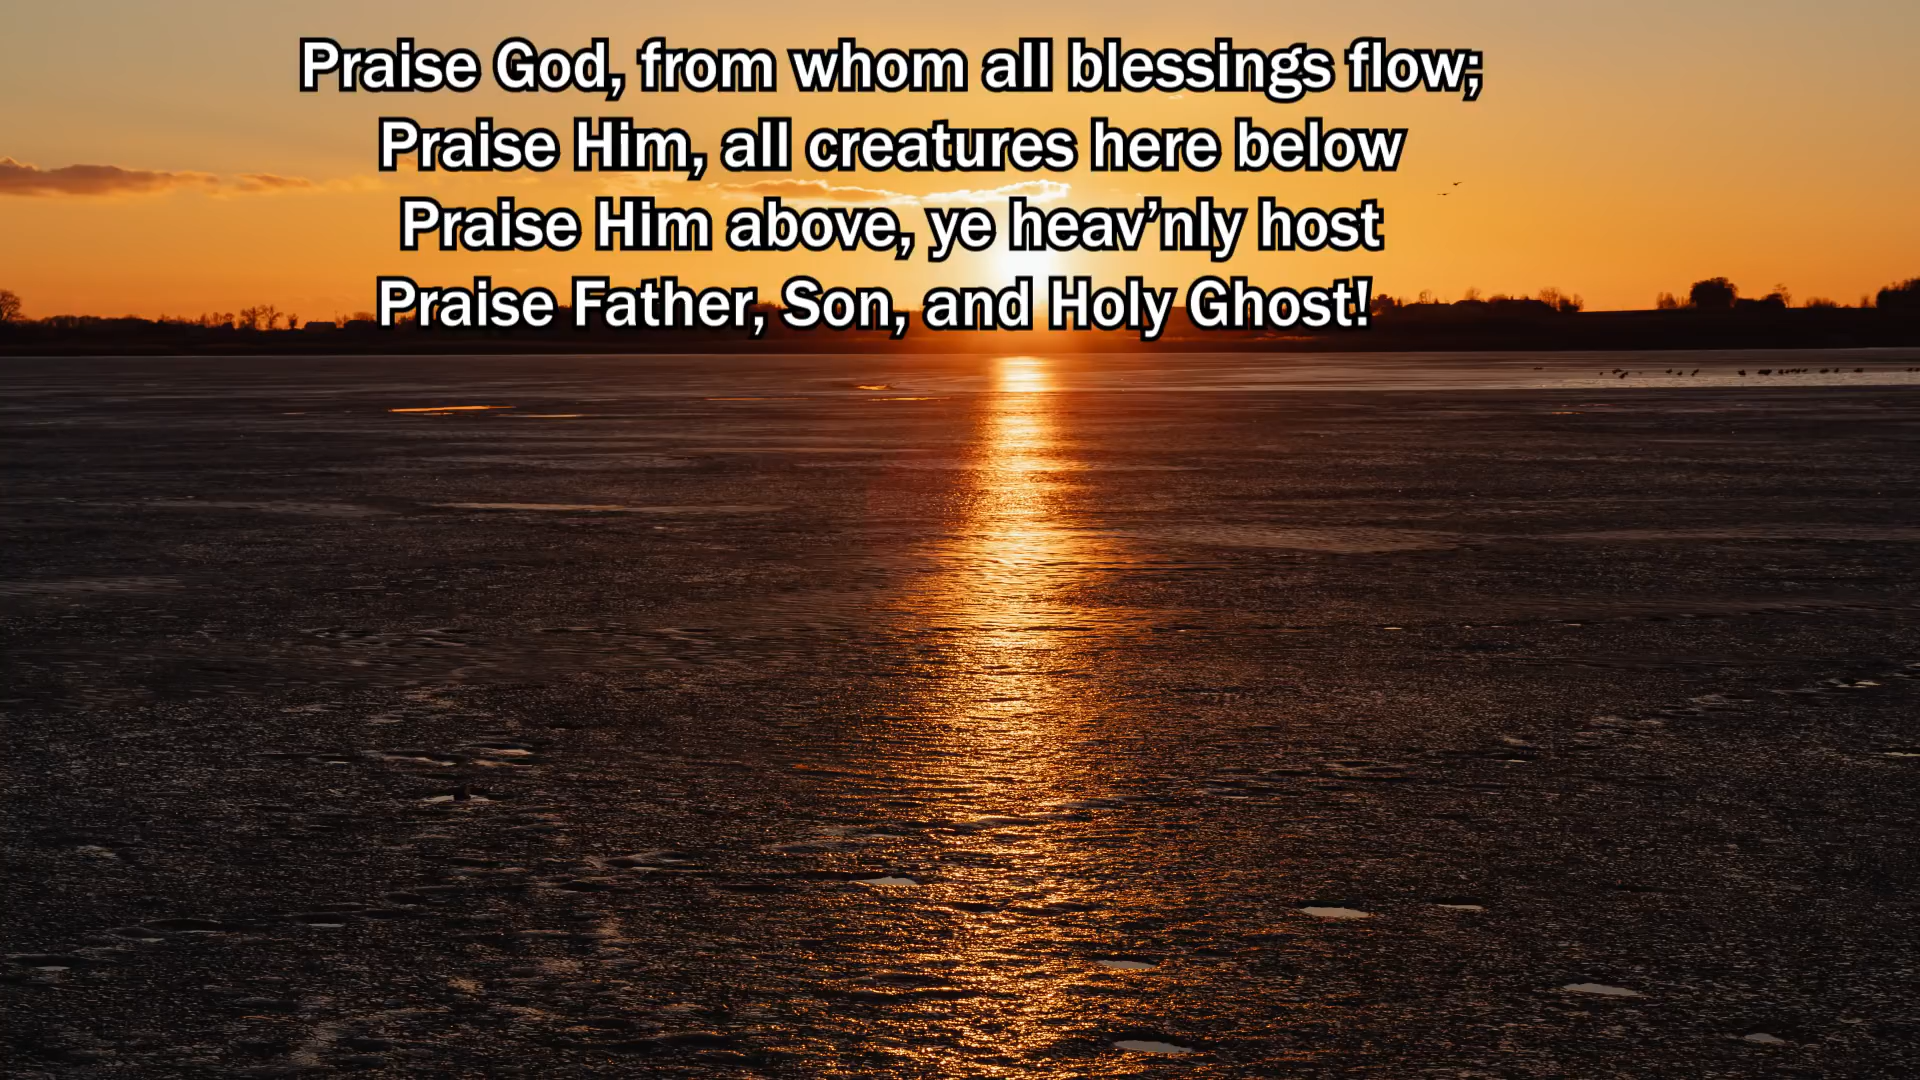 Praise God, from whom all blessings flow;
Praise Him, all creatures here below
Praise Him above, ye heav’nly host
Praise Father, Son, and Holy Ghost!